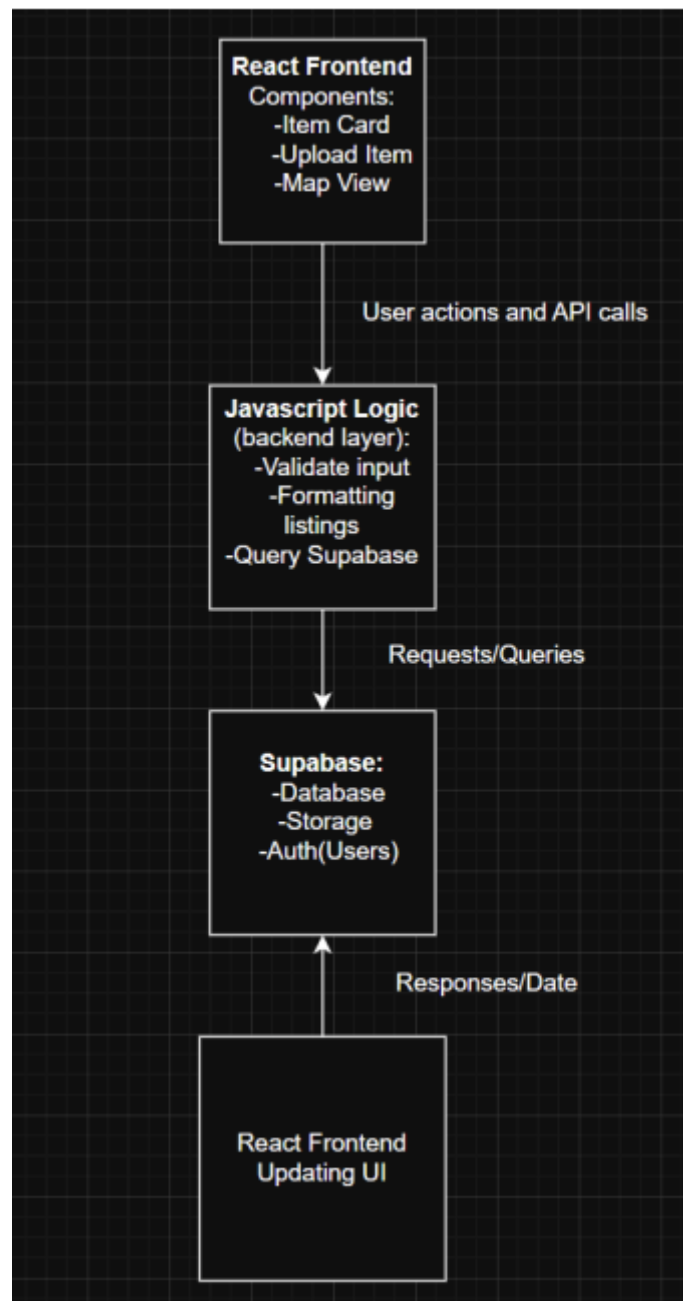 React Frontend
Components:
-Item Card
-Upload Item
-Map View
User actions and API calls
Javascript Logic
(backend layer):
-Validate input
-Formatting
listings
-Query Supabase
Requests/Queries
Supabase:
-Database
-Storage
-Auth(Users)
Responses/Date
React Frontend
Updating UI